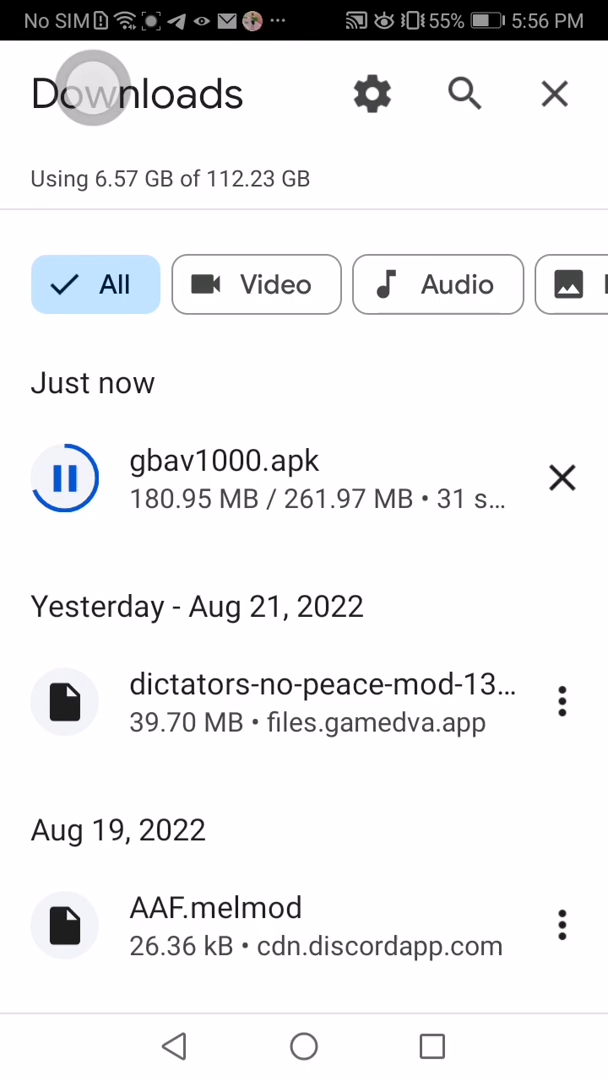 No SIM 55% 5:56 PM
Downloads
Using 6.57 GB of 112.23 GB
All Video Audio
Just now
gbav1000.apk
180.95 MB / 261.97 MB • 31 s...
Yesterday - Aug 21, 2022
dictators-no-peace-mod-13...
39.70 MB • files.gamedva.app
Aug 19, 2022
AAF.melmod
26.36 kB • cdn.discordapp.com